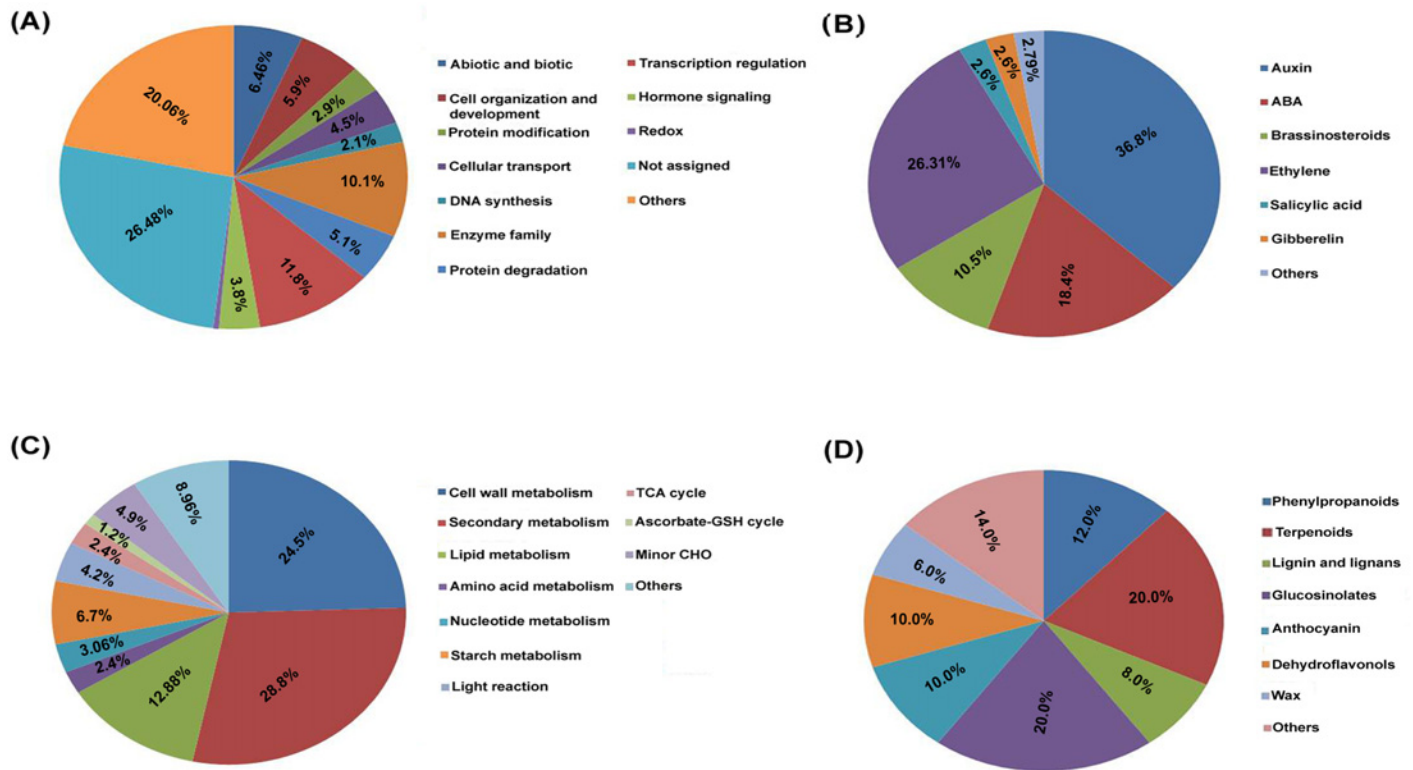 (A)
6.46%
5.9%
2.9%
4.5%
2.1%
10.1%
5.1%
11.8%
3.8%
26.48%
20.06%
Abiotic and biotic
Cell organization and
development
Protein modification
Cellular transport
DNA synthesis
Enzyme family
Protein degradation
Transcription regulation
Hormone signaling
Redox
Not assigned
Others
(B)
36.8%
18.4%
10.5%
26.31%
2.6%
2.6%
2.79%
Auxin
ABA
Brassinosteroids
Ethylene
Salicylic acid
Gibberelin
Others
(C)
24.5%
28.8%
12.88%
2.4%
3.06%
6.7%
4.2%
2.4%
1.2%
4.9%
8.96%
Cell wall metabolism
Secondary metabolism
Lipid metabolism
Amino acid metabolism
Nucleotide metabolism
Starch metabolism
Light reaction
TCA cycle
Ascorbate-GSH cycle
Minor CHO
Others
(D)
12.0%
20.0%
8.0%
20.0%
10.0%
10.0%
6.0%
14.0%
Phenylpropanoids
Terpenoids
Lignin and lignans
Glucosinolates
Anthocyanin
Dehydroflavonols
Wax
Others